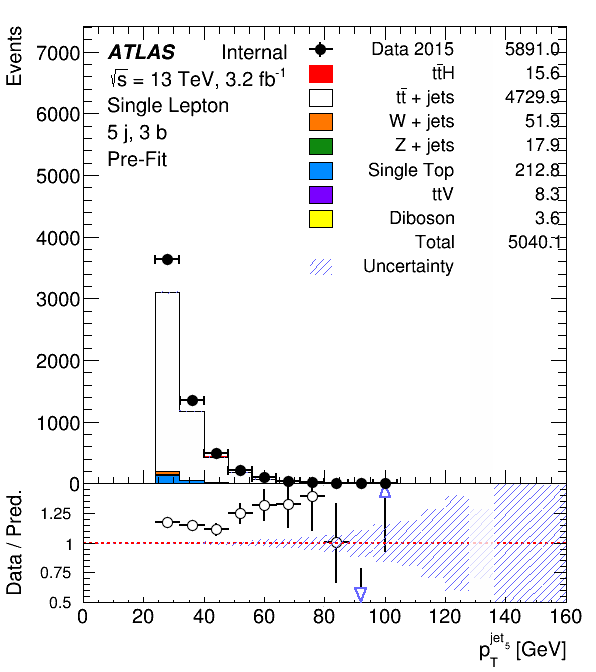 Events
7000
6000
5000
4000
3000
2000
1000
0
ATLAS Internal
√s = 13 TeV, 3.2 fb⁻¹
Single Lepton
5 j, 3 b
Pre-Fit
Data 2015 5891.0
tt̄H 15.6
tt̄ + jets 4729.9
W + jets 51.9
Z + jets 17.9
Single Top 212.8
ttV 8.3
Diboson 3.6
Total 5040.1
Uncertainty
Data / Pred.
1.25
1
0.75
0.5
0 20 40 60 80 100 120 140 160
p_T^jet_5 [GeV]